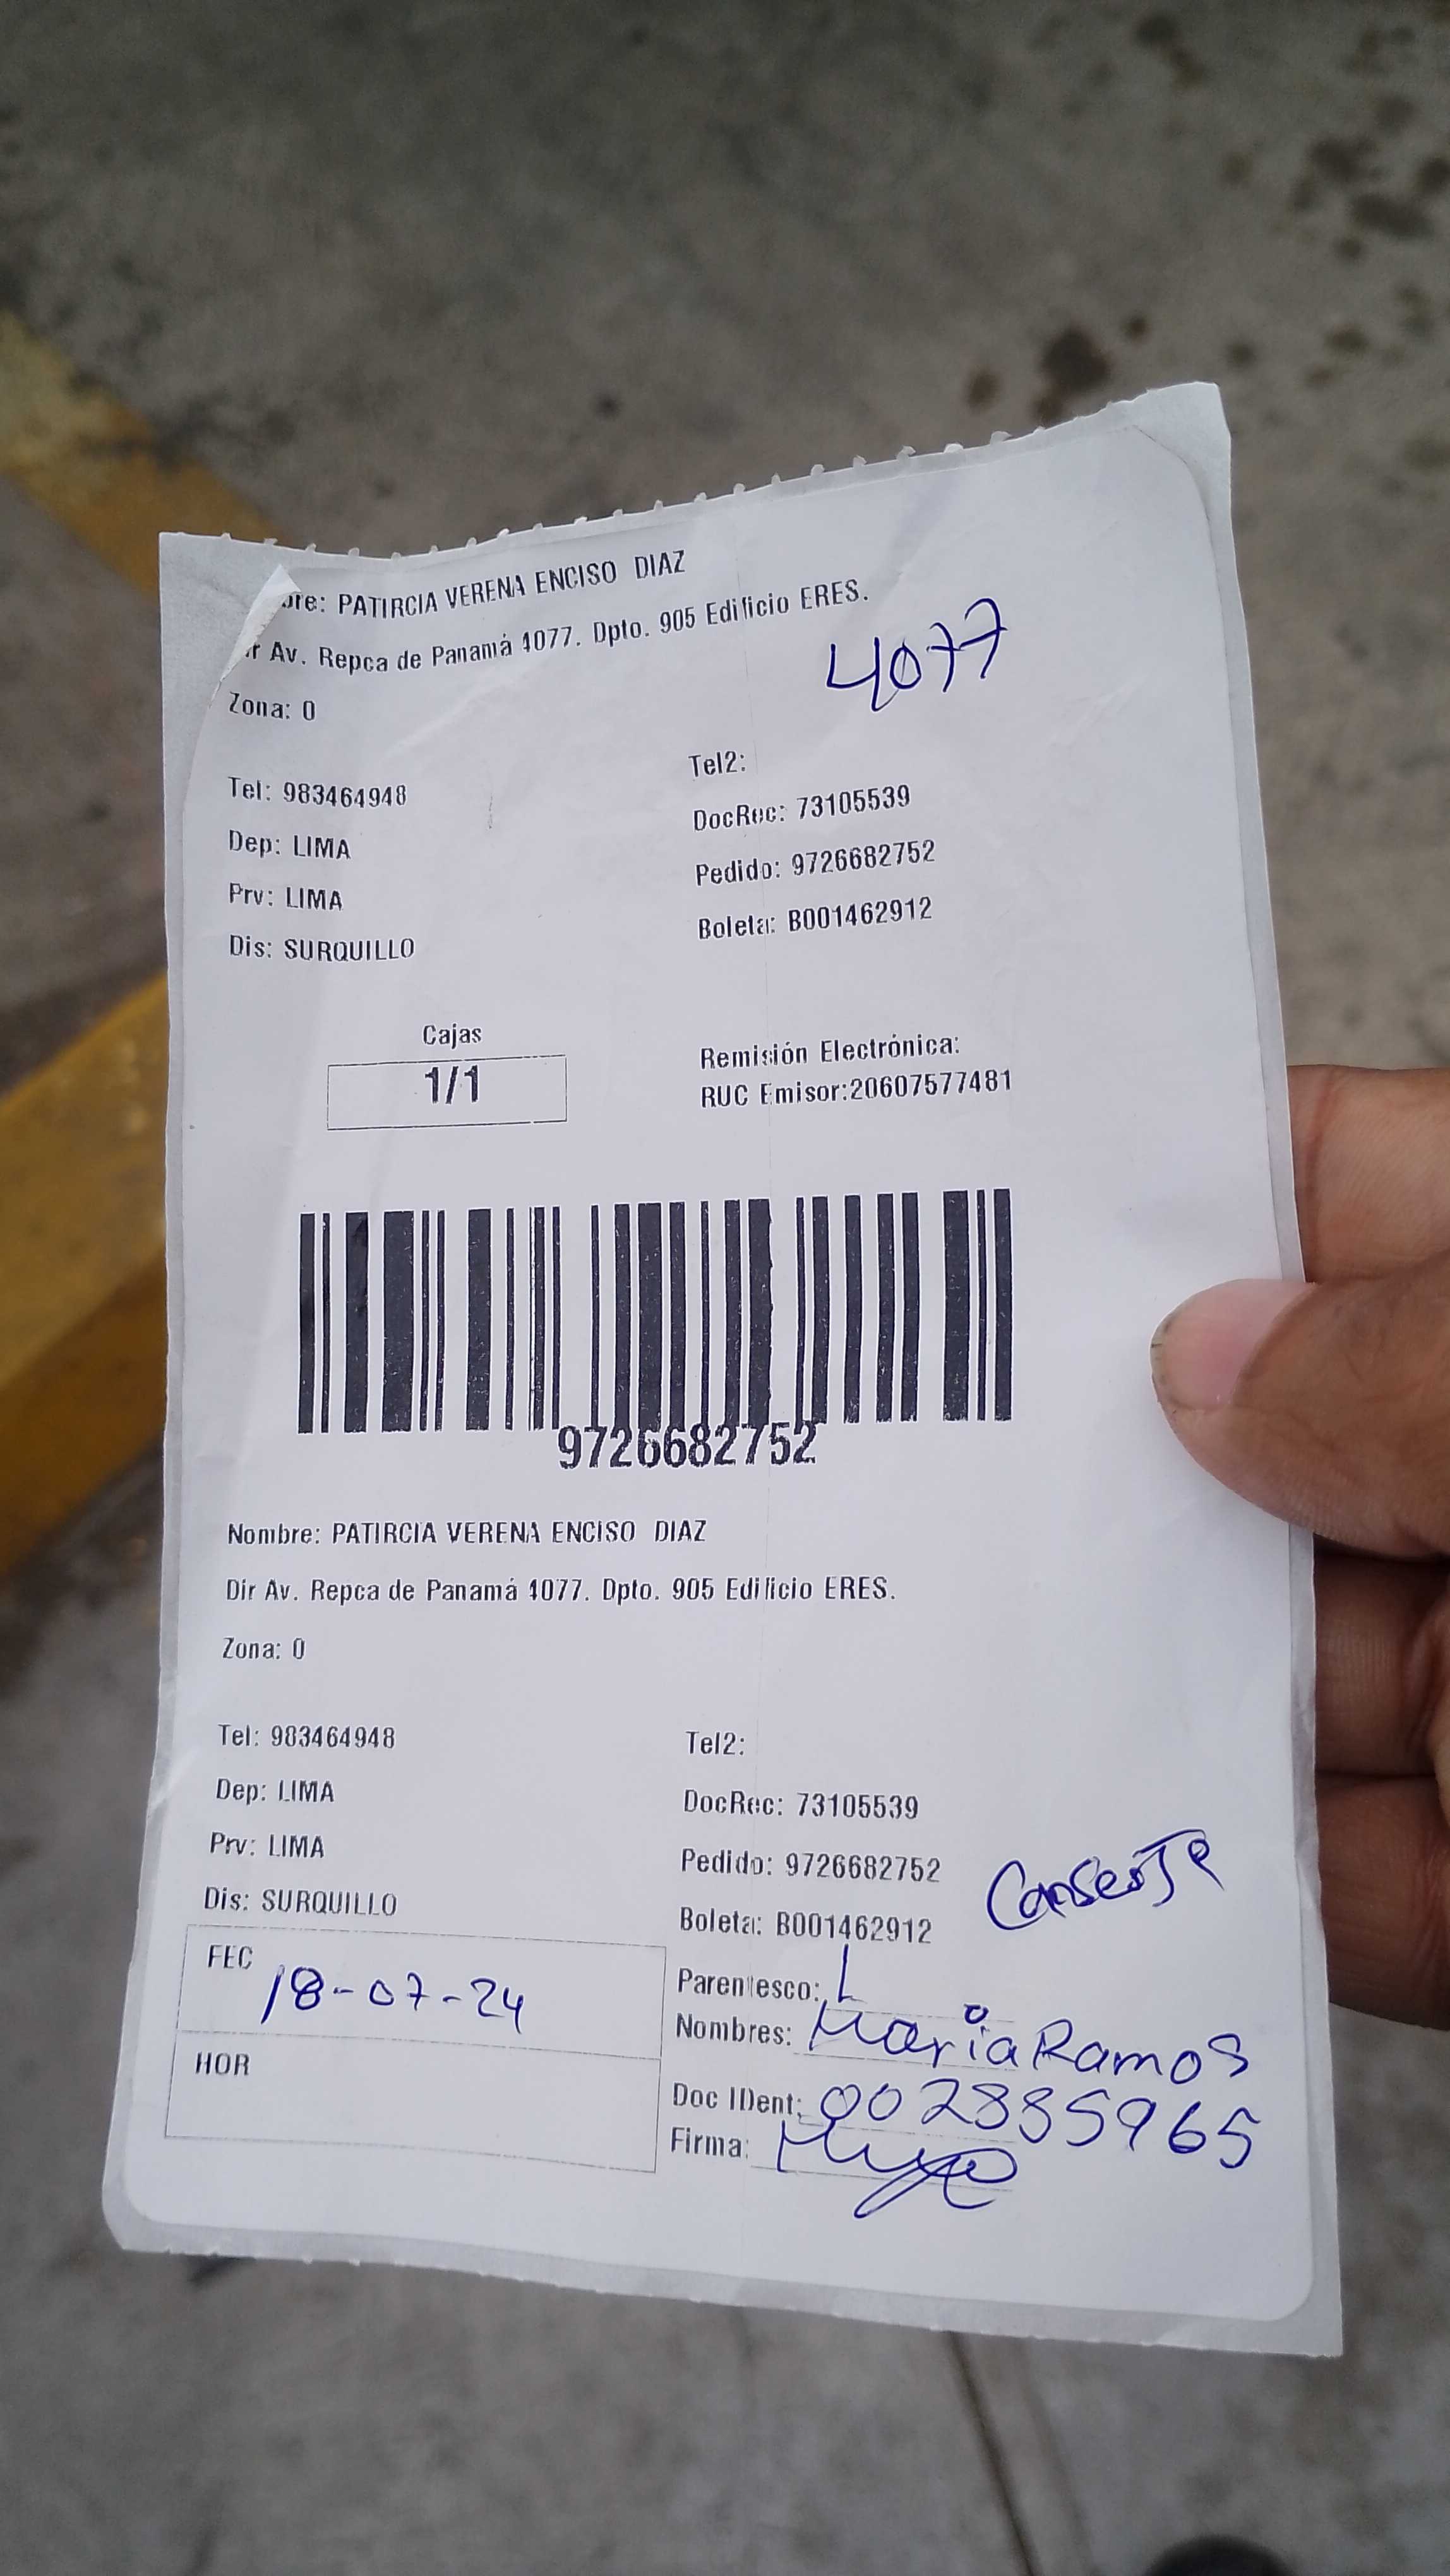 bre: PATIRCIA VERENA ENCISO DIAZ
Av. Repca de Panamá 4077. Dpto. 905 Edificio ERES.
4077
Zona: 0
Tel: 983464948
Tel2:
Dep: LIMA
DocRec: 73105539
Prv: LIMA
Pedido: 9726682752
Dis: SURQUILLO
Boleta: B001462912
Cajas
1/1
Remisión Electrónica:
RUC Emisor:20607577481
9726682752
Nombre: PATIRCIA VERENA ENCISO DIAZ
Dir Av. Repca de Panamá 4077. Dpto. 905 Edificio ERES.
Zona: 0
Tel: 983464948
Tel2:
Dep: LIMA
DocRec: 73105539
Prv: LIMA
Pedido: 9726682752
Conserje
Dis: SURQUILLO
Boleta: B001462912
FEC 18-07-24
Parentesco:
Nombres: Maria Ramos
HOR
Doc IDent: 002885965
Firma: